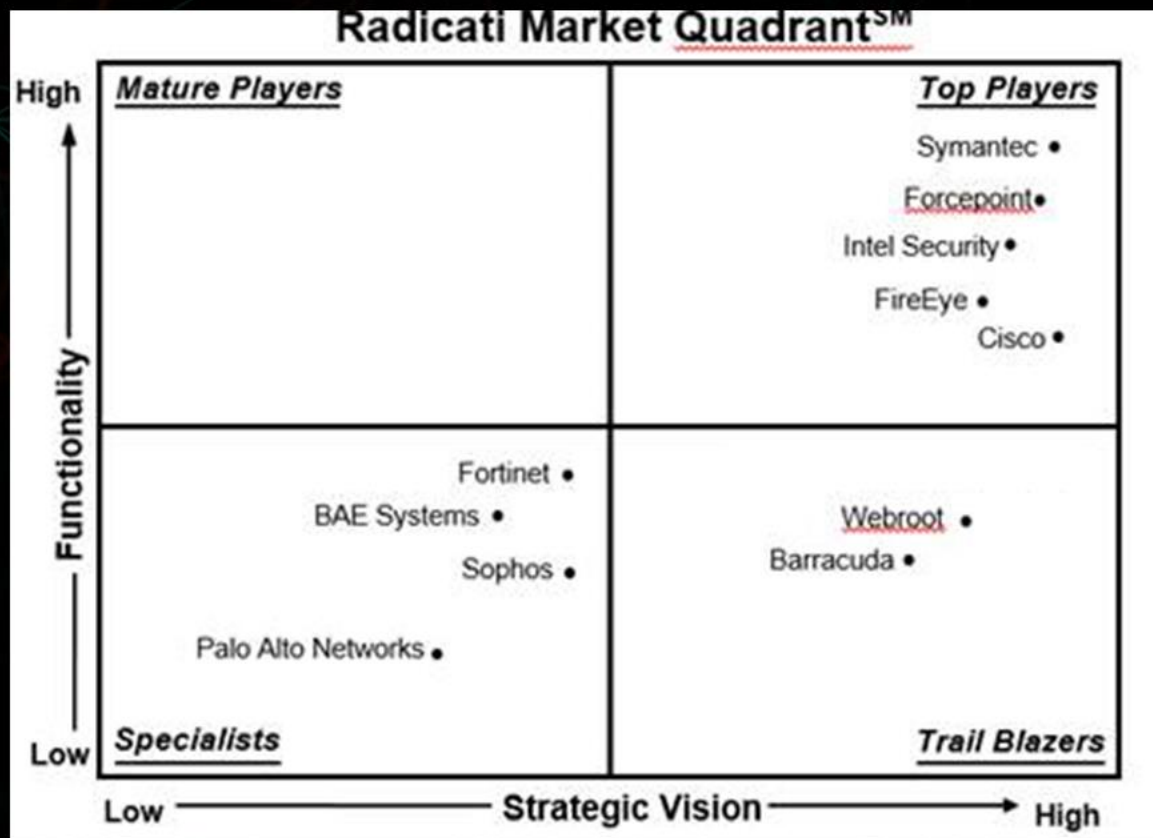 Radicati Market Quadrant℠
High
Mature Players
Top Players
Symantec
Forcepoint
Intel Security
FireEye
Cisco
Functionality
Fortinet
BAE Systems
Sophos
Palo Alto Networks
Webroot
Barracuda
Low
Specialists
Trail Blazers
Low
Strategic Vision
High